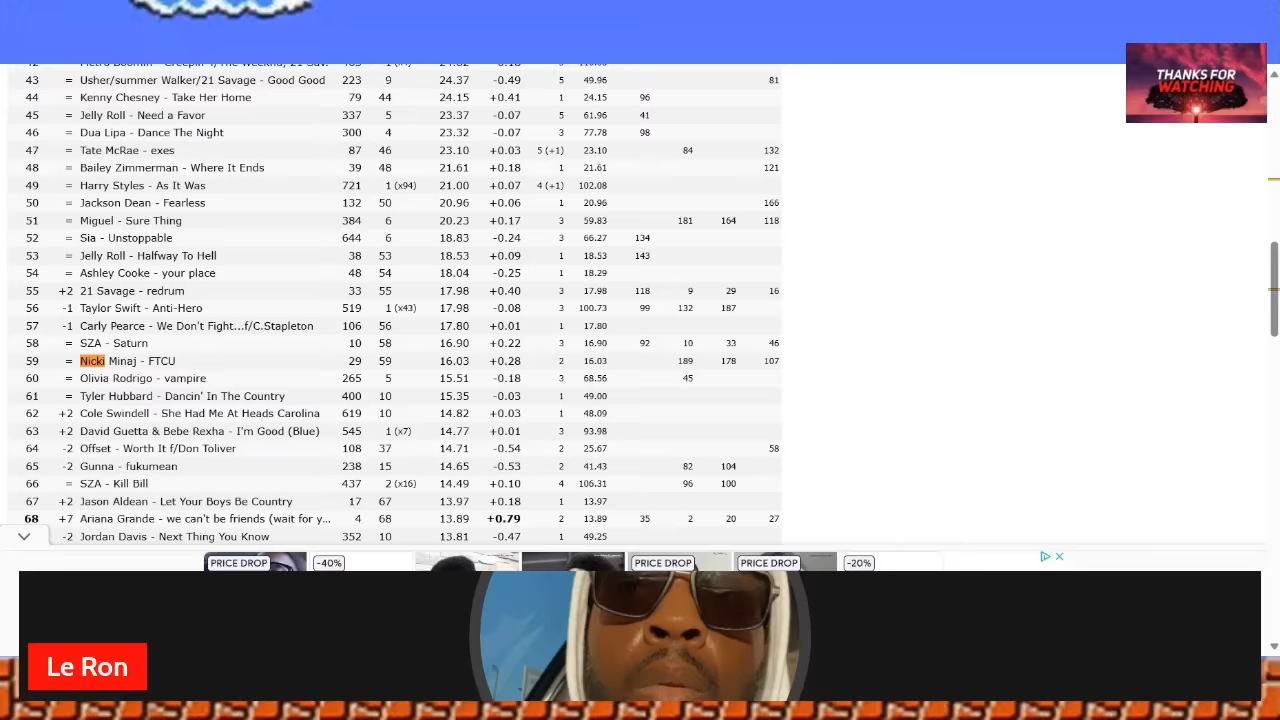 THANKS FOR
WATCHING
43 = Usher/summer Walker/21 Savage - Good Good 223 9 24.37 -0.49 5 49.96 81
44 = Kenny Chesney - Take Her Home 79 44 24.15 +0.41 1 24.15 96
45 = Jelly Roll - Need a Favor 337 5 23.37 -0.07 5 61.96 41
46 = Dua Lipa - Dance The Night 300 4 23.32 -0.07 3 77.78 98
47 = Tate McRae - exes 87 46 23.10 +0.03 5 (+1) 23.10 84 132
48 = Bailey Zimmerman - Where It Ends 39 48 21.61 +0.18 1 21.61 121
49 = Harry Styles - As It Was 721 1 (x94) 21.00 +0.07 4 (+1) 102.08
50 = Jackson Dean - Fearless 132 50 20.96 +0.06 1 20.96 166
51 = Miguel - Sure Thing 384 6 20.23 +0.17 3 59.83 181 164 118
52 = Sia - Unstoppable 644 6 18.83 -0.24 3 66.27 134
53 = Jelly Roll - Halfway To Hell 38 53 18.53 +0.09 1 18.53 143
54 = Ashley Cooke - your place 48 54 18.04 -0.25 1 18.29
55 +2 21 Savage - redrum 33 55 17.98 +0.40 3 17.98 118 9 29 16
56 -1 Taylor Swift - Anti-Hero 519 1 (x43) 17.98 -0.08 3 100.73 99 132 187
57 -1 Carly Pearce - We Don't Fight...f/C.Stapleton 106 56 17.80 +0.01 1 17.80
58 = SZA - Saturn 10 58 16.90 +0.22 3 16.90 92 10 33 46
59 = Nicki Minaj - FTCU 29 59 16.03 +0.28 2 16.03 189 178 107
60 = Olivia Rodrigo - vampire 265 5 15.51 -0.18 3 68.56 45
61 = Tyler Hubbard - Dancin' In The Country 400 10 15.35 -0.03 1 49.00
62 +2 Cole Swindell - She Had Me At Heads Carolina 619 10 14.82 +0.03 1 48.09
63 +2 David Guetta & Bebe Rexha - I'm Good (Blue) 545 1 (x7) 14.77 +0.01 3 93.98
64 -2 Offset - Worth It f/Don Toliver 108 37 14.71 -0.54 2 25.67 58
65 -2 Gunna - fukumean 238 15 14.65 -0.53 2 41.43 82 104
66 = SZA - Kill Bill 437 2 (x16) 14.49 +0.10 4 106.31 96 100
67 +2 Jason Aldean - Let Your Boys Be Country 17 67 13.97 +0.18 1 13.97
68 +7 Ariana Grande - we can't be friends (wait for y... 4 68 13.89 +0.79 2 13.89 35 2 20 27
-2 Jordan Davis - Next Thing You Know 352 10 13.81 -0.47 1 49.25
PRICE DROP -40% PRICE DROP PRICE DROP -20%
Le Ron